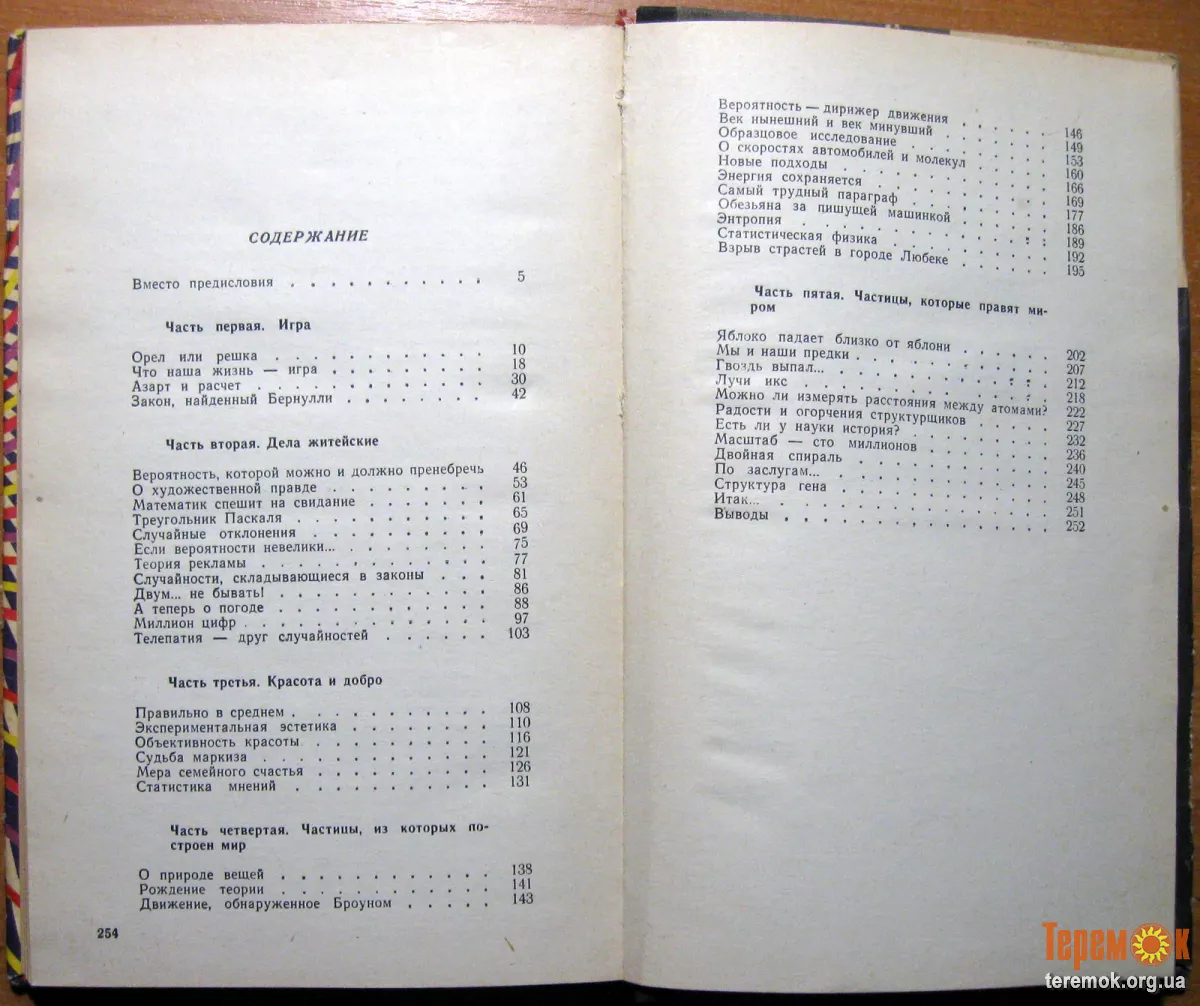 СОДЕРЖАНИЕ
Вместо предисловия . . . . . . . . . . . 5
Часть первая. Игра
Орел или решка . . . . . . . . . . . . 10
Что наша жизнь — игра . . . . . . . . . 18
Азарт и расчет . . . . . . . . . . . . 30
Закон, найденный Бернулли . . . . . . . 42
Часть вторая. Дела житейские
Вероятность, которой можно и должно пренебречь 46
О художественной правде . . . . . . . . 53
Математик спешит на свидание . . . . . . 61
Треугольник Паскаля . . . . . . . . . . 65
Случайные отклонения . . . . . . . . . 69
Если вероятности невелики... . . . . . . . 75
Теория рекламы . . . . . . . . . . . . 77
Случайности, складывающиеся в законы . . . 81
Двум... не бывать! . . . . . . . . . . . 86
А теперь о погоде . . . . . . . . . . . 88
Миллион цифр . . . . . . . . . . . . . 97
Телепатия — друг случайностей . . . . . . 103
Часть третья. Красота и добро
Правильно в среднем . . . . . . . . . . 108
Экспериментальная эстетика . . . . . . . 110
Объективность красоты . . . . . . . . . 116
Судьба маркиза . . . . . . . . . . . . 121
Мера семейного счастья . . . . . . . . . 126
Статистика мнений . . . . . . . . . . 131
Часть четвертая. Частицы, из которых по-
строен мир
О природе вещей . . . . . . . . . . . . 138
Рождение теории . . . . . . . . . . . . 141
Движение, обнаруженное Броуном . . . . . 143
254
Вероятность — дирижер движения . . . . . . 146
Век нынешний и век минувший . . . . . . 149
Образцовое исследование . . . . . . . . 153
О скоростях автомобилей и молекул . . . . . 160
Новые подходы . . . . . . . . . . . . 166
Энергия сохраняется . . . . . . . . . . 169
Самый трудный параграф . . . . . . . . 177
Обезьяна за пишущей машинкой . . . . . . 186
Энтропия . . . . . . . . . . . . . . 189
Статистическая физика . . . . . . . . . 192
Взрыв страстей в городе Любеке . . . . . . 195
Часть пятая. Частицы, которые правят ми-
ром
Яблоко падает близко от яблони . . . . . . 202
Мы и наши предки . . . . . . . . . . . 207
Гвоздь выпал... . . . . . . . . . . . . 212
Лучи икс . . . . . . . . . . . . . . 218
Можно ли измерять расстояния между атомами? 222
Радости и огорчения структурщиков . . . . . 227
Есть ли у науки история? . . . . . . . . 232
Масштаб — сто миллионов . . . . . . . . 236
Двойная спираль . . . . . . . . . . . 240
По заслугам... . . . . . . . . . . . . 245
Структура гена . . . . . . . . . . . . 248
Итак... . . . . . . . . . . . . . . . 251
Выводы . . . . . . . . . . . . . . . 252
Теремок
teremok.org.ua